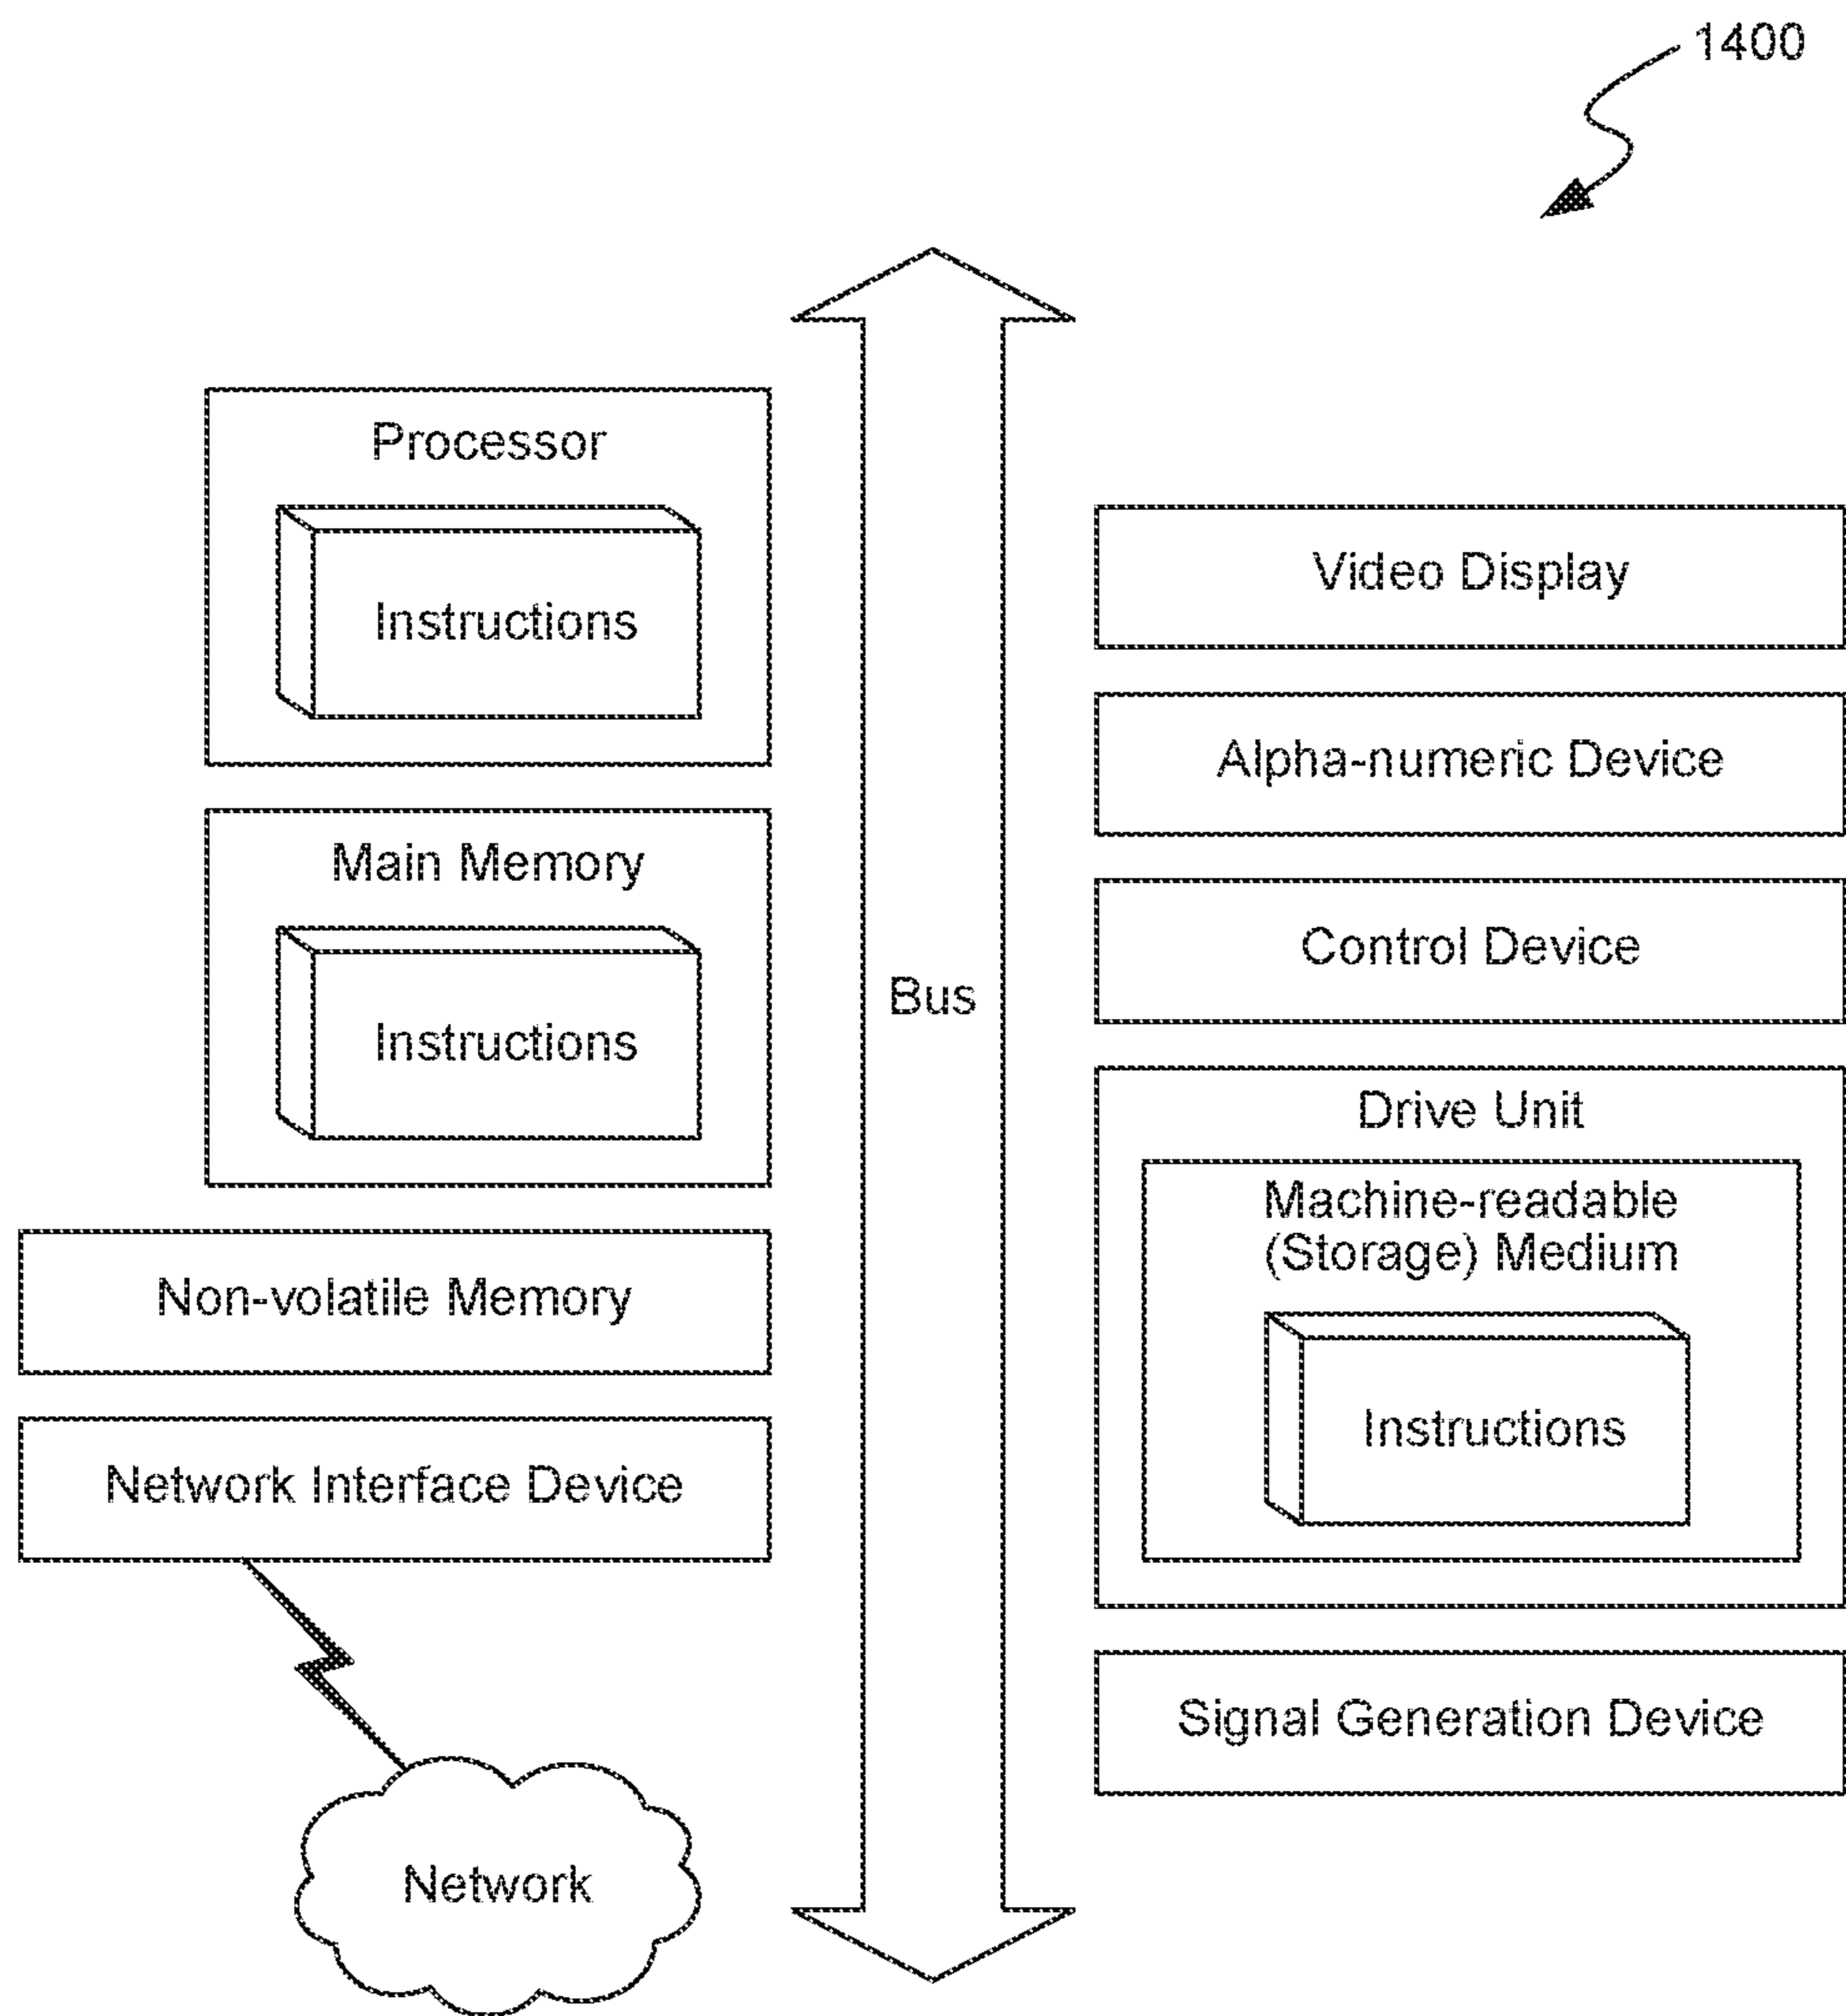 1400
Processor
Instructions
Main Memory
Instructions
Non-volatile Memory
Network Interface Device
Network
Bus
Video Display
Alpha-numeric Device
Control Device
Drive Unit
Machine-readable
(Storage) Medium
Instructions
Signal Generation Device